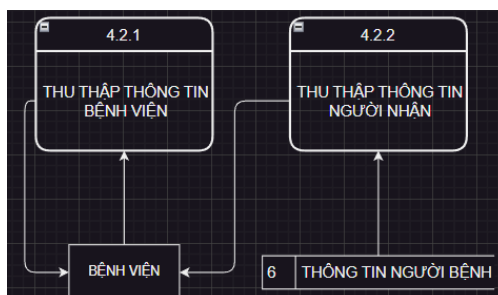 4.2.1
THU THẬP THÔNG TIN
BỆNH VIỆN
4.2.2
THU THẬP THÔNG TIN
NGƯỜI NHẬN
BỆNH VIỆN
6 THÔNG TIN NGƯỜI BỆNH